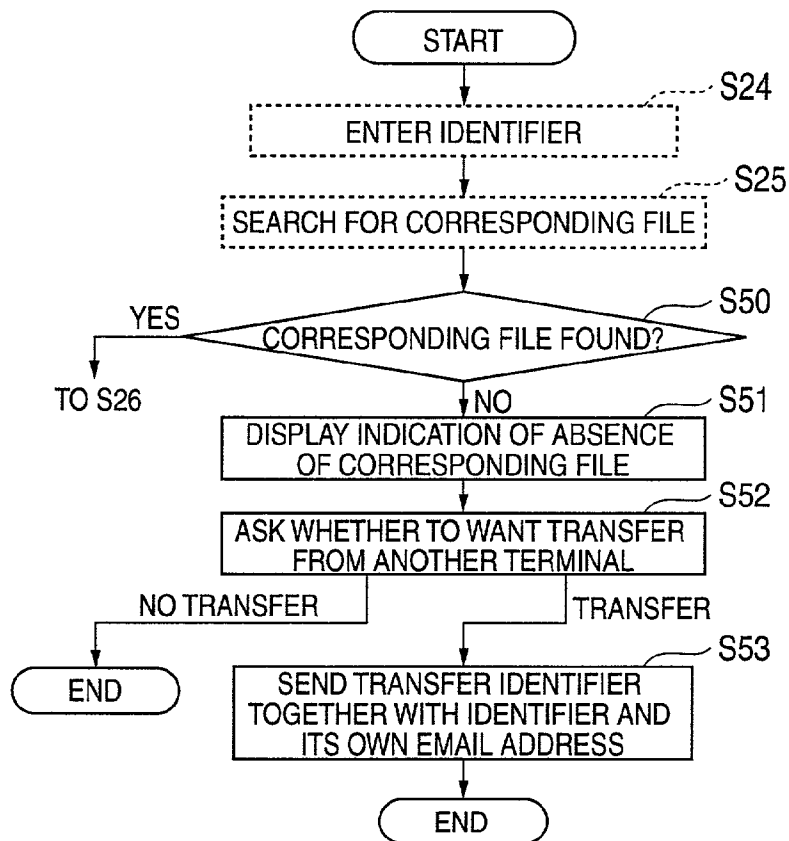 START
S24
ENTER IDENTIFIER
S25
SEARCH FOR CORRESPONDING FILE
S50
YES
CORRESPONDING FILE FOUND?
TO S26
NO
S51
DISPLAY INDICATION OF ABSENCE
OF CORRESPONDING FILE
S52
ASK WHETHER TO WANT TRANSFER
FROM ANOTHER TERMINAL
NO TRANSFER
TRANSFER
S53
END
SEND TRANSFER IDENTIFIER
TOGETHER WITH IDENTIFIER AND
ITS OWN EMAIL ADDRESS
END